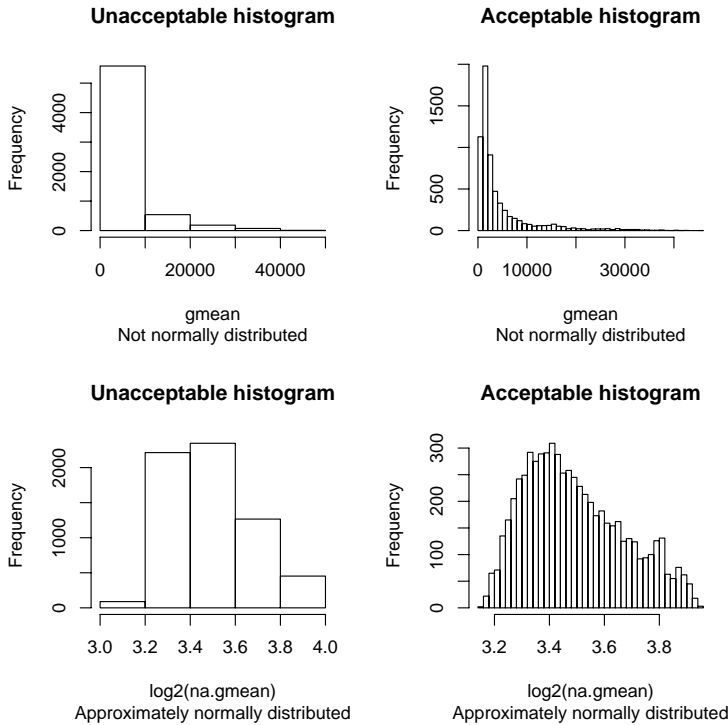 Unacceptable histogram
Frequency
0
2000
4000
0
20000
40000
gmean
Not normally distributed
Acceptable histogram
Frequency
0
500
1500
0
10000
30000
gmean
Not normally distributed
Unacceptable histogram
Frequency
0
1000
2000
3.0
3.2
3.4
3.6
3.8
4.0
log2(na.gmean)
Approximately normally distributed
Acceptable histogram
Frequency
0
100
200
300
3.2
3.4
3.6
3.8
log2(na.gmean)
Approximately normally distributed